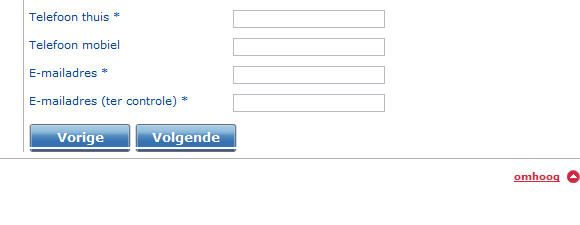 Telefoon thuis *
Telefoon mobiel
E-mailadres *
E-mailadres (ter controle) *
Vorige Volgende
omhoog